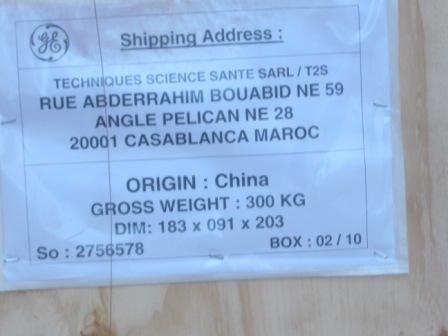 GE
Shipping Address :
TECHNIQUES SCIENCE SANTE SARL / T2S
RUE ABDERRAHIM BOUABID NE 59
ANGLE PELICAN NE 28
20001 CASABLANCA MAROC
ORIGIN : China
GROSS WEIGHT : 300 KG
DIM: 183 x 091 x 203
So : 2756578
BOX : 02 / 10